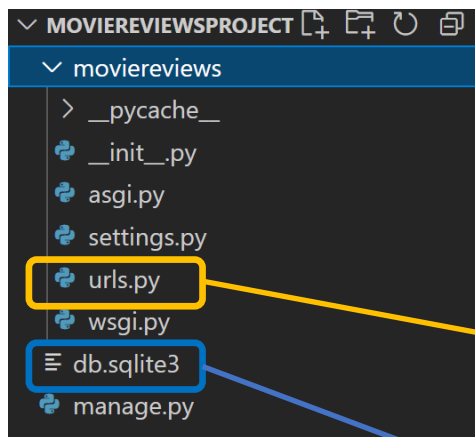 MOVIEREVIEWSPROJECT
moviereviews
__pycache__
__init__.py
asgi.py
settings.py
urls.py
wsgi.py
db.sqlite3
manage.py